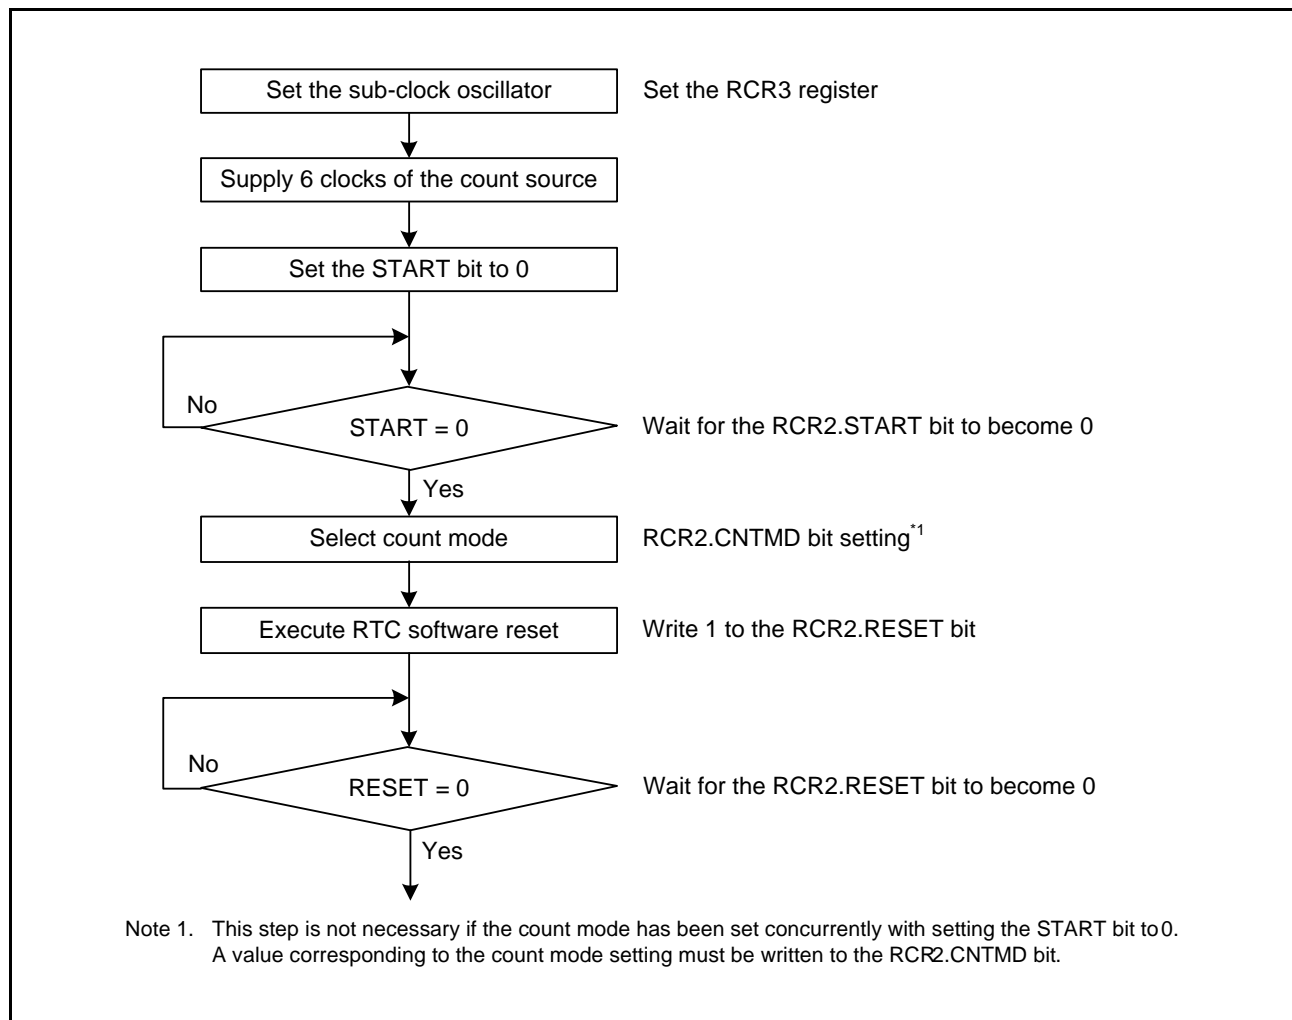 Set the sub-clock oscillator Set the RCR3 register
Supply 6 clocks of the count source
Set the START bit to 0
No
START = 0 Wait for the RCR2.START bit to become 0
Yes
Select count mode RCR2.CNTMD bit setting*1
Execute RTC software reset Write 1 to the RCR2.RESET bit
No
RESET = 0 Wait for the RCR2.RESET bit to become 0
Yes
Note 1. This step is not necessary if the count mode has been set concurrently with setting the START bit to 0.
A value corresponding to the count mode setting must be written to the RCR2.CNTMD bit.